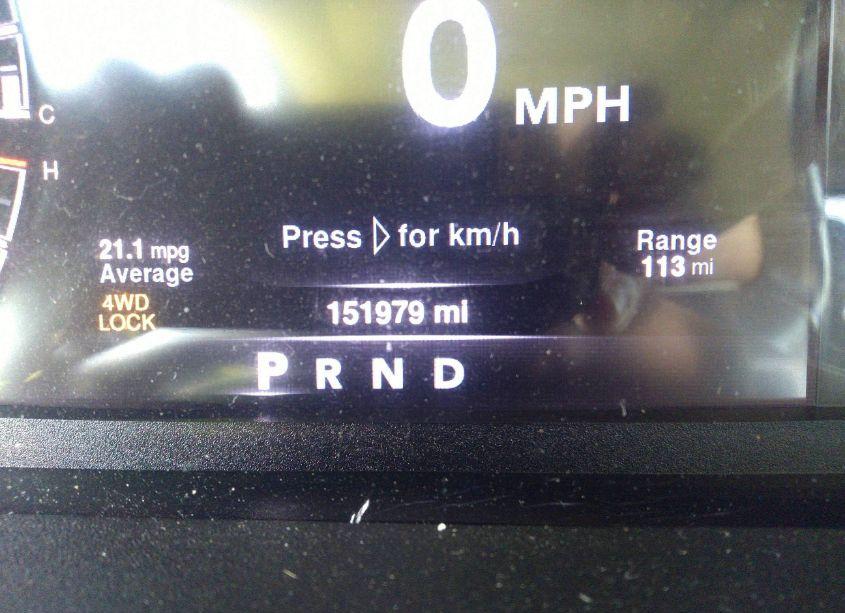 0 MPH
C
H
Press ▷ for km/h
21.1 mpg
Average
Range
113 mi
4WD
LOCK
151979 mi
P R N D